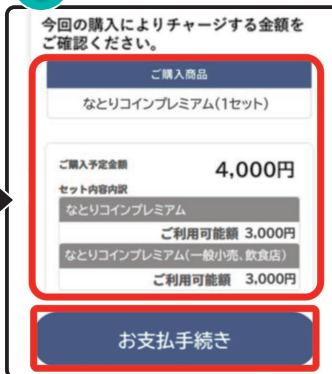 今回の購入によりチャージする金額を
ご確認ください。
ご購入商品
なとりコインプレミアム(1セット)
ご購入予定金額 4,000円
セット内容内訳
なとりコインプレミアム
ご利用可能額 3,000円
なとりコインプレミアム(一般小売、飲食店)
ご利用可能額 3,000円
お支払手続き